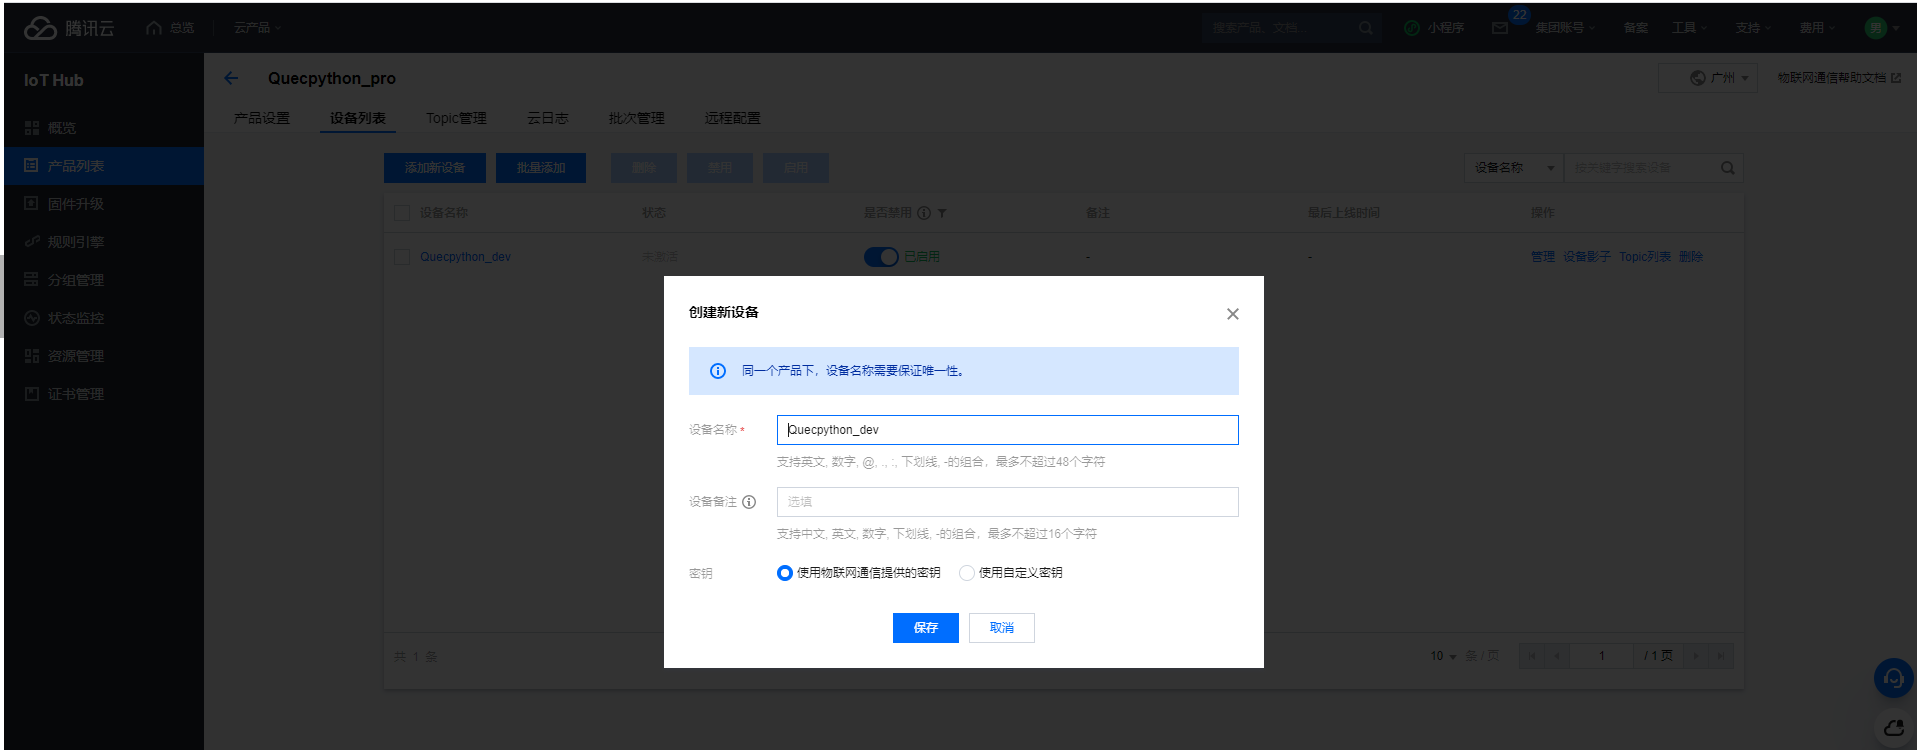 腾讯云 总览 云产品 搜索产品、文档... 小程序 22 集团账号 备案 工具 支持 费用 男
IoT Hub
Quecpython_pro 广州 物联网通信帮助文档
产品设置 设备列表 Topic管理 云日志 批次管理 远程配置
概览
产品列表
固件升级
规则引擎
分组管理
状态监控
资源管理
证书管理
添加新设备 批量添加 删除 禁用 启用 设备名称 按关键字搜索设备
设备名称 状态 是否禁用 备注 最后上线时间 操作
Quecpython_dev 未激活 已启用 - - 管理 设备影子 Topic列表 删除
创建新设备
同一个产品下，设备名称需要保证唯一性。
设备名称* Quecpython_dev
支持英文, 数字, @, ., :, 下划线, -的组合，最多不超过48个字符
设备备注 选填
支持中文, 英文, 数字, 下划线, -的组合，最多不超过16个字符
密钥 使用物联网通信提供的密钥 使用自定义密钥
保存 取消
共 1 条 10 条 / 页 1 / 1 页